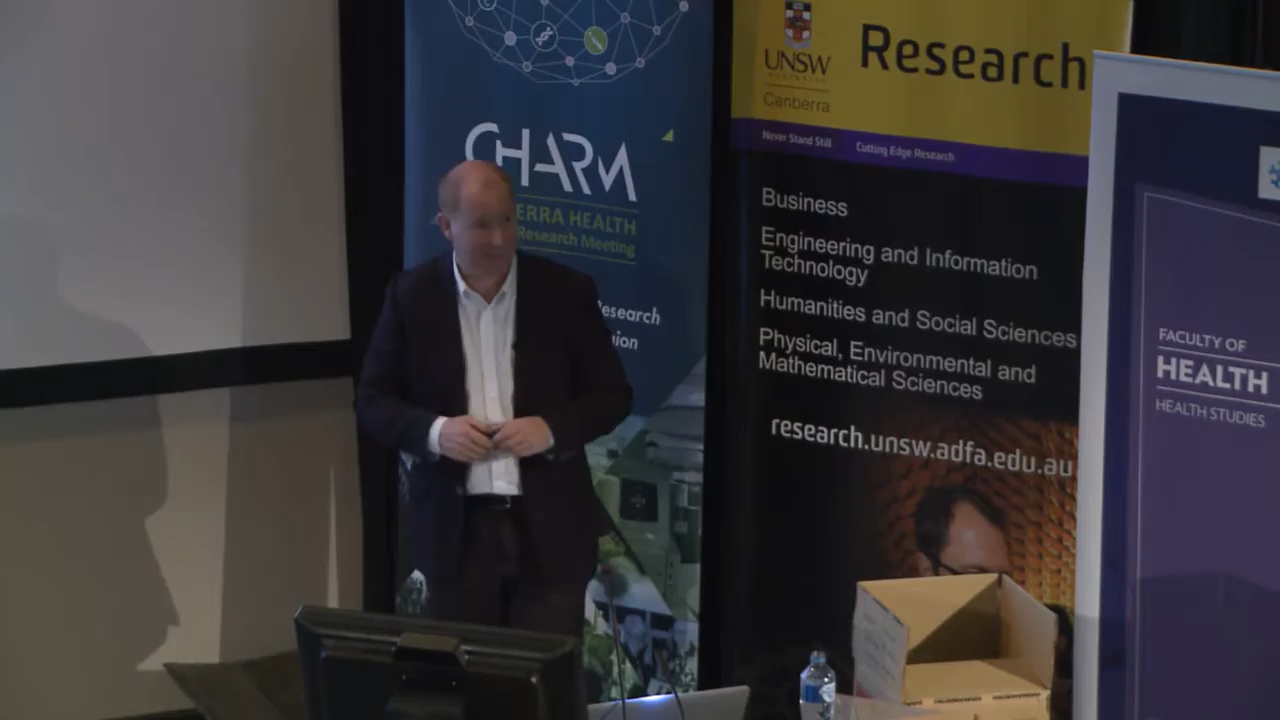 CHARM
ERRA HEALTH
Research Meeting
Research
UNSW
Canberra
Research
Never Stand Still
Cutting Edge Research
Business
Engineering and Information
Technology
Humanities and Social Sciences
Physical, Environmental and
Mathematical Sciences
research.unsw.adfa.edu.au
FACULTY OF
HEALTH
HEALTH STUDIES